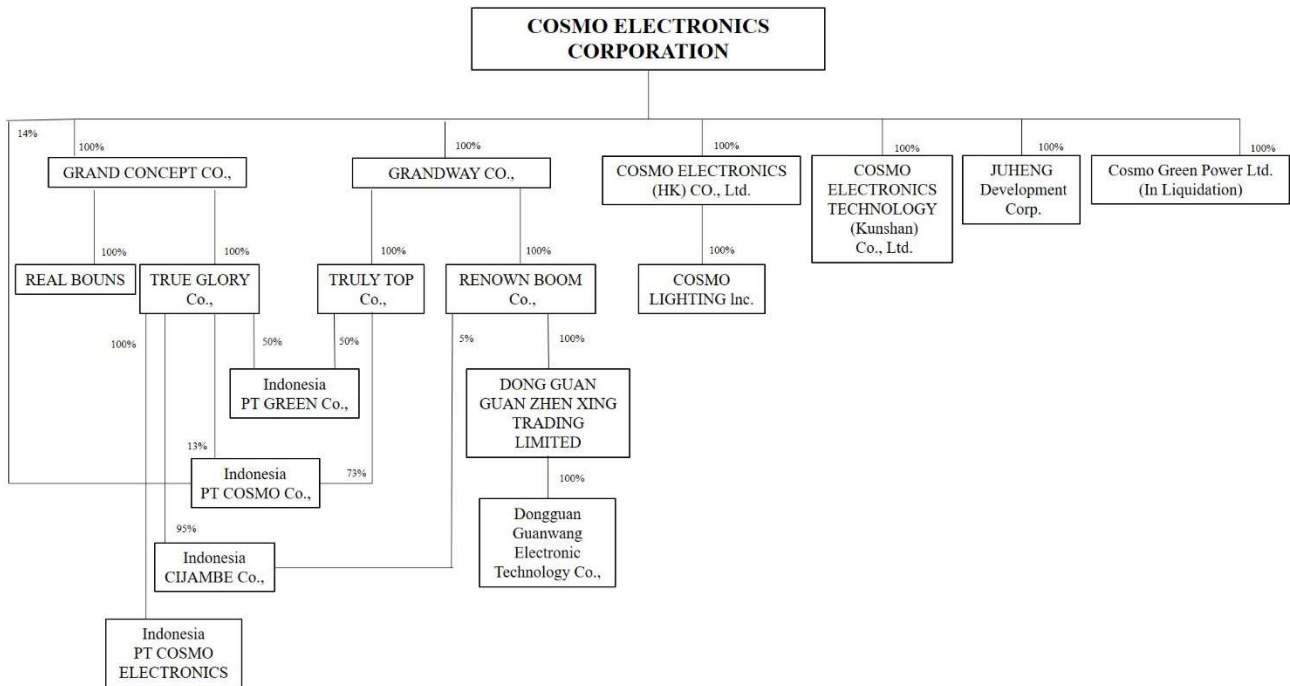 COSMO ELECTRONICS
CORPORATION
14%
100%
100%
100%
100%
100%
100%
GRAND CONCEPT CO.,
GRANDWAY CO.,
COSMO ELECTRONICS
(HK) CO., Ltd.
COSMO
ELECTRONICS
TECHNOLOGY
(Kunshan)
Co., Ltd.
JUHENG
Development
Corp.
Cosmo Green Power Ltd.
(In Liquidation)
100%
100%
100%
100%
100%
REAL BOUNS
TRUE GLORY
Co.,
TRULY TOP
Co.,
RENOWN BOOM
Co.,
COSMO
LIGHTING lnc.
100%
50%
50%
5%
100%
Indonesia
PT GREEN Co.,
DONG GUAN
GUAN ZHEN XING
TRADING
LIMITED
13%
73%
Indonesia
PT COSMO Co.,
100%
95%
Indonesia
CIJAMBE Co.,
Dongguan
Guanwang
Electronic
Technology Co.,
Indonesia
PT COSMO
ELECTRONICS